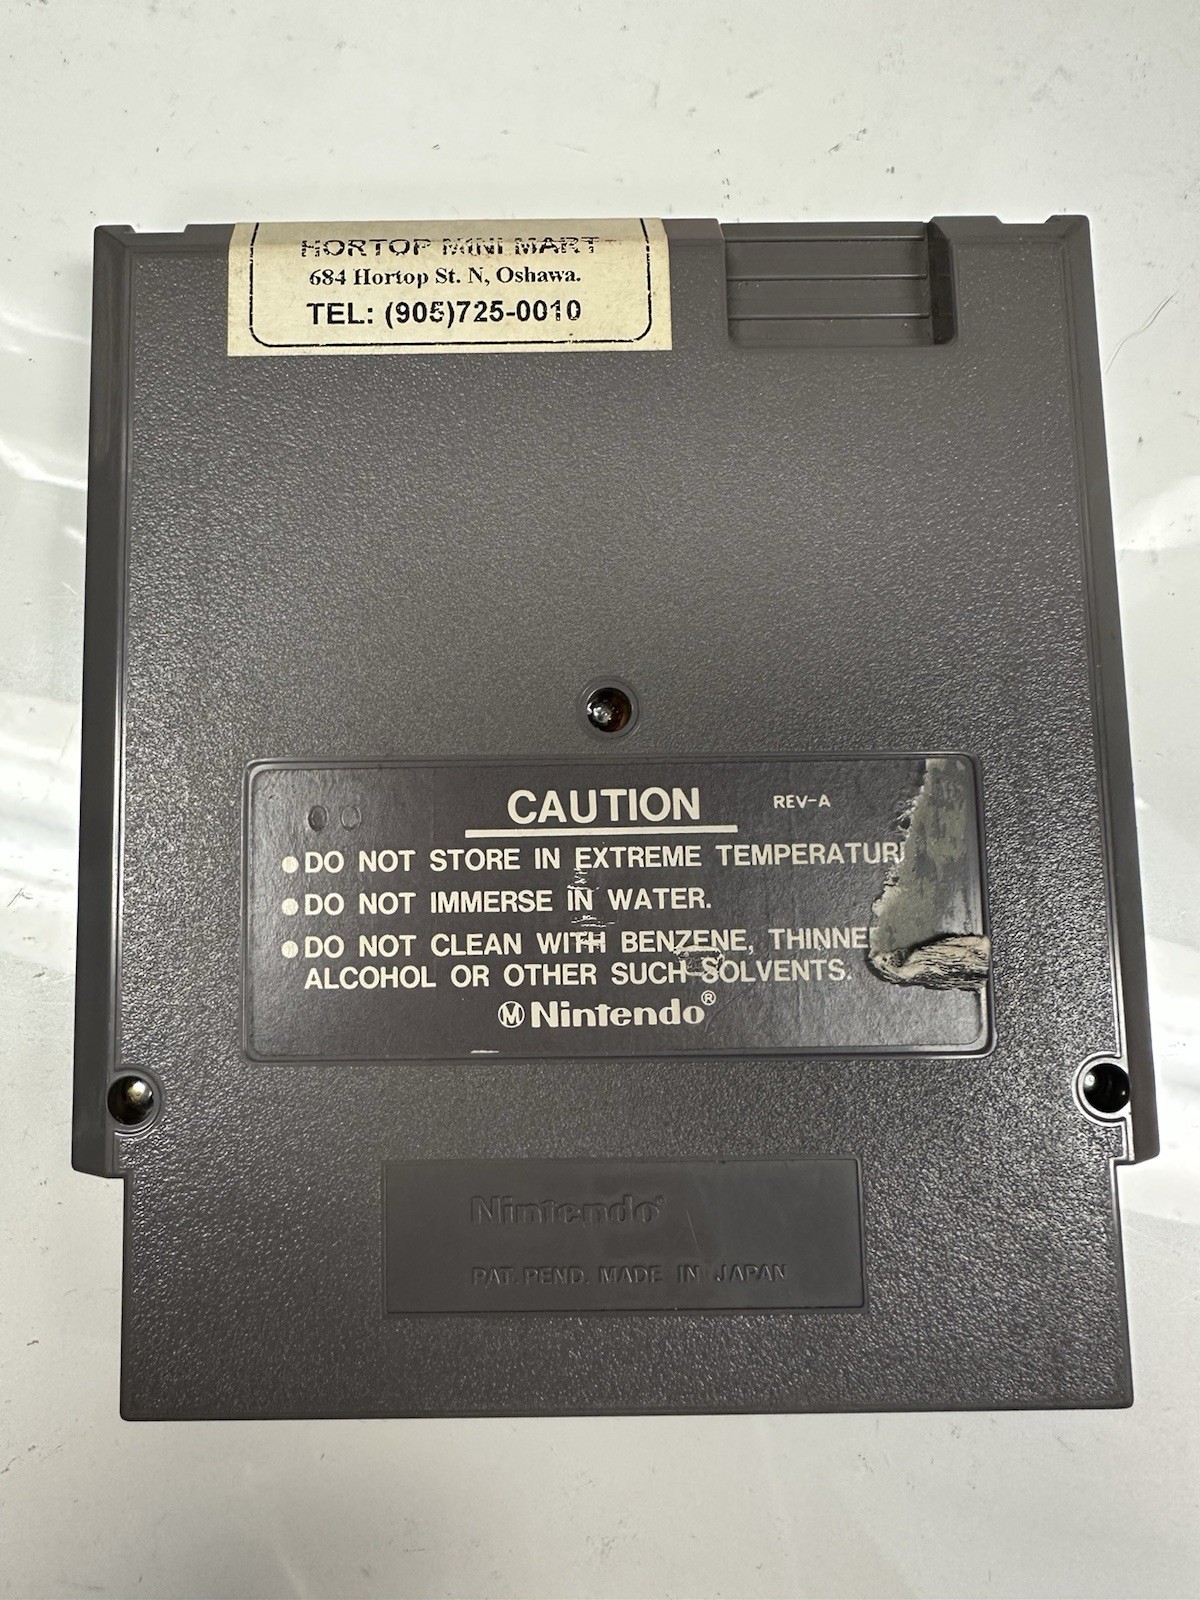 HORTOP MINI MART
684 Hortop St. N, Oshawa.
TEL: (905)725-0010
CAUTION REV-A
●DO NOT STORE IN EXTREME TEMPERATUR
●DO NOT IMMERSE IN WATER.
●DO NOT CLEAN WITH BENZENE, THINNE
ALCOHOL OR OTHER SUCH SOLVENTS.
Nintendo®
Nintendo®
PAT. PEND. MADE IN JAPAN